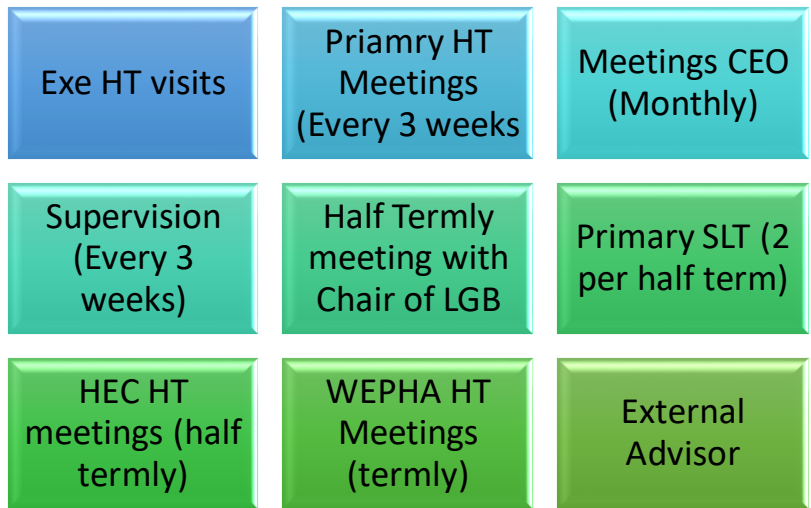 Exe HT visits
Priamry HT
Meetings
(Every 3 weeks
Meetings CEO
(Monthly)
Supervision
(Every 3
weeks)
Half Termly
meeting with
Chair of LGB
Primary SLT (2
per half term)
HEC HT
meetings (half
termly)
WEPHA HT
Meetings
(termly)
External
Advisor